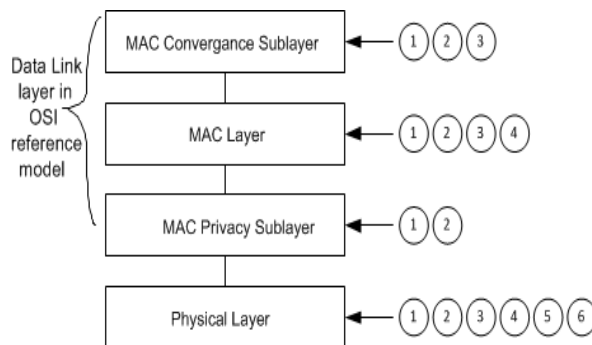 MAC Convergance Sublayer
1 2 3
Data Link
layer in
OSI
reference
model
MAC Layer
1 2 3 4
MAC Privacy Sublayer
1 2
Physical Layer
1 2 3 4 5 6